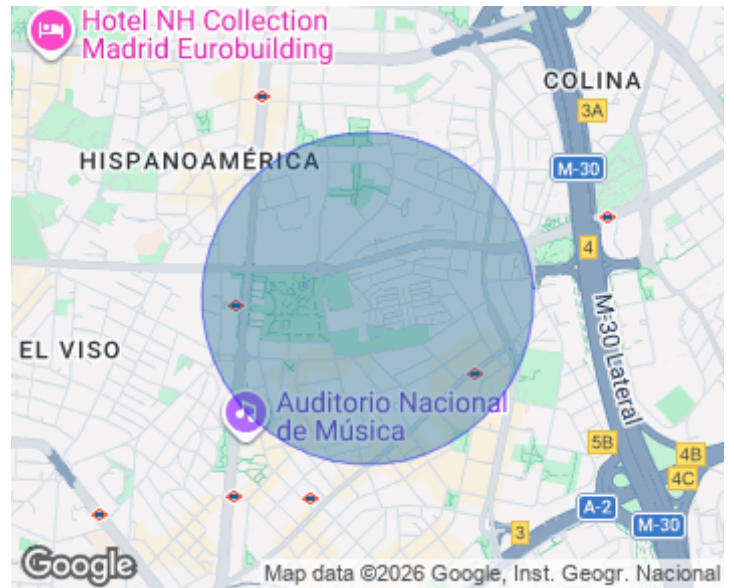 Hotel NH Collection
Madrid Eurobuilding
COLINA
3A
HISPANOAMÉRICA
M-30
4
M-30 Lateral
EL VISO
Auditorio Nacional
de Música
5B
4B
4C
A-2
3
M-30
Google
Map data ©2026 Google, Inst. Geogr. Nacional